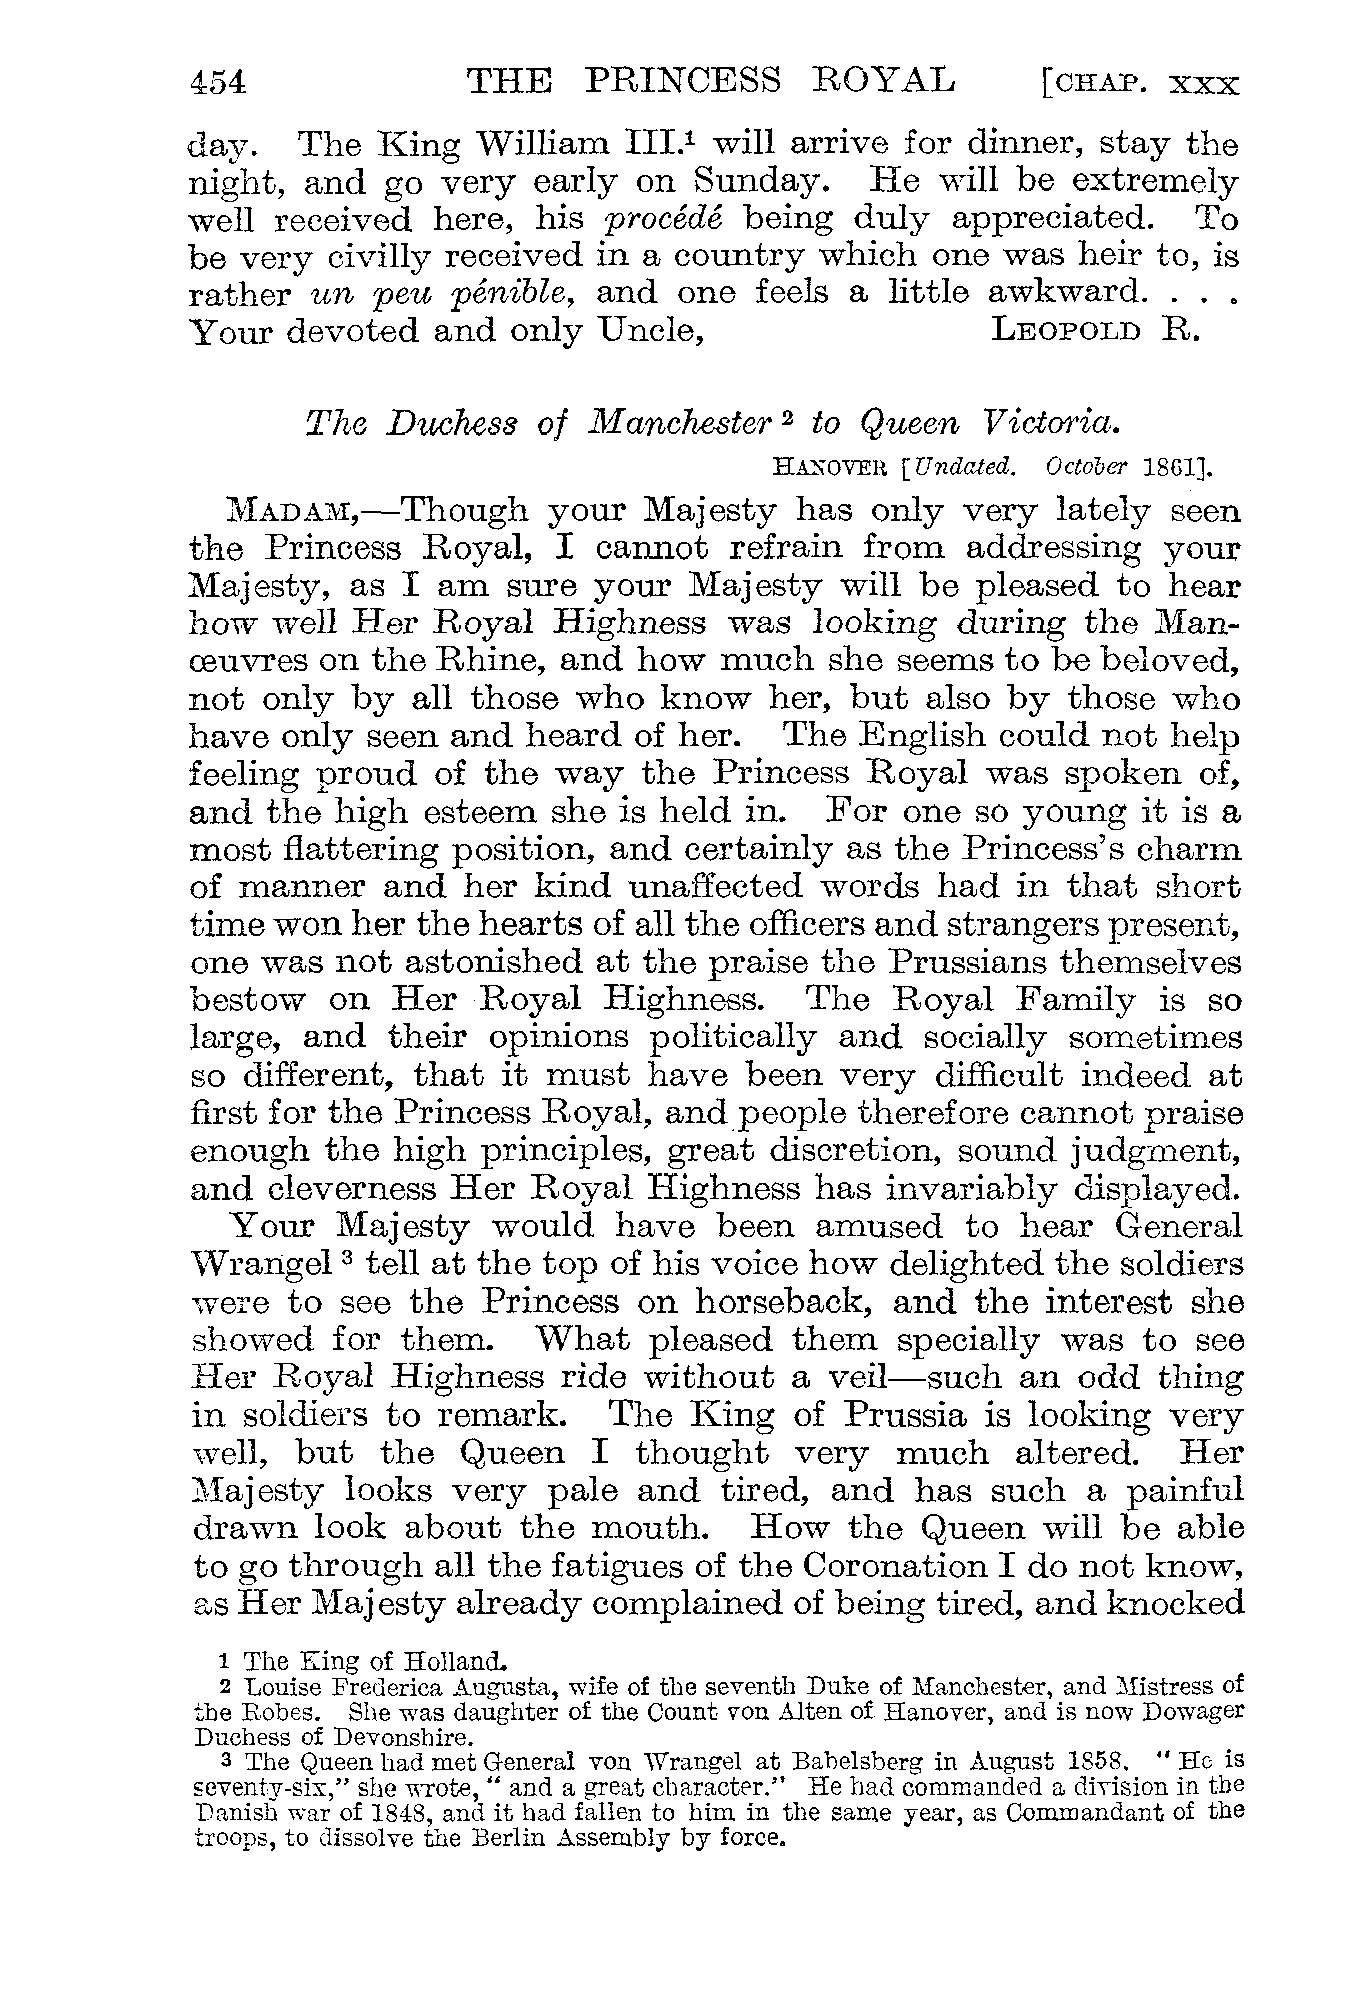 454 THE PRINCESS ROYAL [CHAP. XXX
day. The King William III.¹ will arrive for dinner, stay the
night, and go very early on Sunday. He will be extremely
well received here, his procédé being duly appreciated. To
be very civilly received in a country which one was heir to, is
rather un peu pénible, and one feels a little awkward. . . .
Your devoted and only Uncle, LEOPOLD R.
The Duchess of Manchester ² to Queen Victoria.
HANOVER [Undated. October 1861].
MADAM,—Though your Majesty has only very lately seen
the Princess Royal, I cannot refrain from addressing your
Majesty, as I am sure your Majesty will be pleased to hear
how well Her Royal Highness was looking during the Man-
œuvres on the Rhine, and how much she seems to be beloved,
not only by all those who know her, but also by those who
have only seen and heard of her. The English could not help
feeling proud of the way the Princess Royal was spoken of,
and the high esteem she is held in. For one so young it is a
most flattering position, and certainly as the Princess's charm
of manner and her kind unaffected words had in that short
time won her the hearts of all the officers and strangers present,
one was not astonished at the praise the Prussians themselves
bestow on Her Royal Highness. The Royal Family is so
large, and their opinions politically and socially sometimes
so different, that it must have been very difficult indeed at
first for the Princess Royal, and people therefore cannot praise
enough the high principles, great discretion, sound judgment,
and cleverness Her Royal Highness has invariably displayed.
Your Majesty would have been amused to hear General
Wrangel ³ tell at the top of his voice how delighted the soldiers
were to see the Princess on horseback, and the interest she
showed for them. What pleased them specially was to see
Her Royal Highness ride without a veil—such an odd thing
in soldiers to remark. The King of Prussia is looking very
well, but the Queen I thought very much altered. Her
Majesty looks very pale and tired, and has such a painful
drawn look about the mouth. How the Queen will be able
to go through all the fatigues of the Coronation I do not know,
as Her Majesty already complained of being tired, and knocked
1 The King of Holland.
2 Louise Frederica Augusta, wife of the seventh Duke of Manchester, and Mistress of
the Robes. She was daughter of the Count von Alten of Hanover, and is now Dowager
Duchess of Devonshire.
3 The Queen had met General von Wrangel at Babelsberg in August 1858. "He is
seventy-six," she wrote, "and a great character." He had commanded a division in the
Danish war of 1848, and it had fallen to him in the same year, as Commandant of the
troops, to dissolve the Berlin Assembly by force.